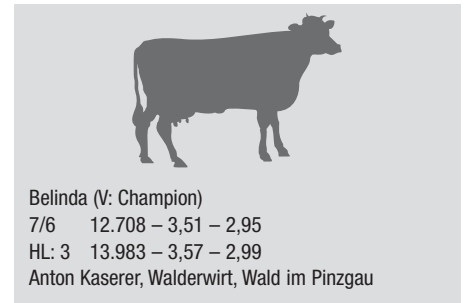 Belinda (V: Champion)
7/6 12.708 – 3,51 – 2,95
HL: 3 13.983 – 3,57 – 2,99
Anton Kaserer, Walderwirt, Wald im Pinzgau